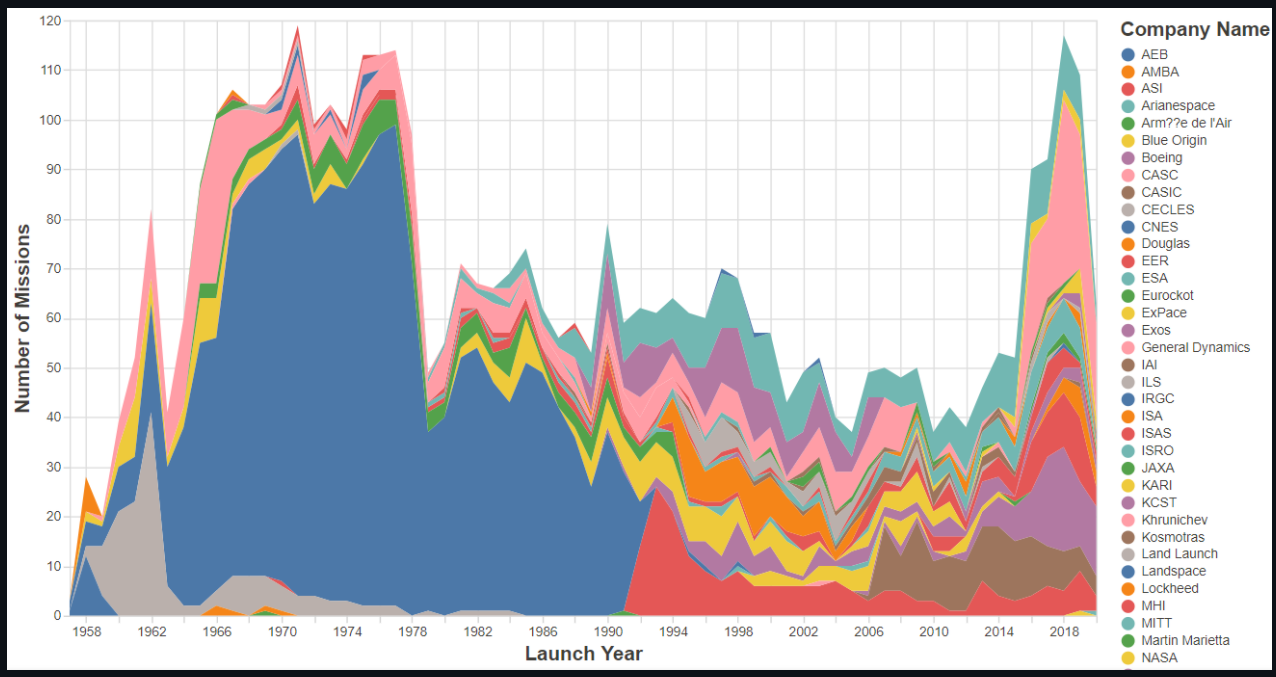 Company Name
AEB
AMBA
ASI
Arianespace
Arm??e de l'Air
Blue Origin
Boeing
CASC
CASIC
CECLES
CNES
Douglas
EER
ESA
Eurockot
ExPace
Exos
General Dynamics
IAI
ILS
IRGC
ISA
ISAS
ISRO
JAXA
KARI
KCST
Khrunichev
Kosmotras
Land Launch
Landspace
Lockheed
MHI
MITT
Martin Marietta
NASA
Number of Missions
120
110
100
90
80
70
60
50
40
30
20
10
0
1958 1962 1966 1970 1974 1978 1982 1986 1990 1994 1998 2002 2006 2010 2014 2018
Launch Year